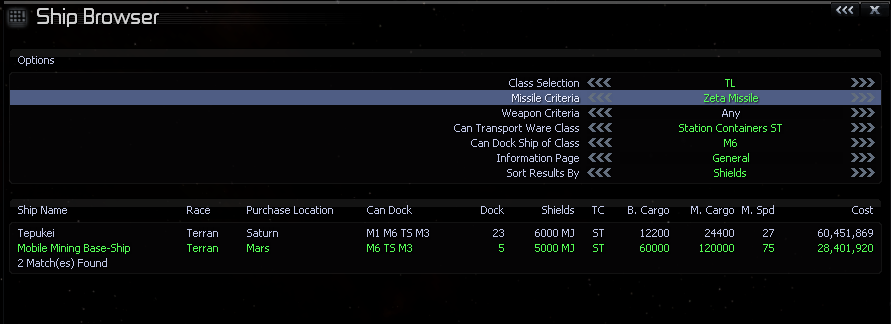 Ship Browser
Options
Class Selection <<< TL >>>
Missile Criteria <<< Zeta Missile >>>
Weapon Criteria <<< Any >>>
Can Transport Ware Class <<< Station Containers ST >>>
Can Dock Ship of Class <<< M6 >>>
Information Page <<< General >>>
Sort Results By <<< Shields >>>
Ship Name Race Purchase Location Can Dock Dock Shields TC B. Cargo M. Cargo M. Spd Cost
Tepukei Terran Saturn M1 M6 TS M3 23 6000 MJ ST 12200 24400 27 60,451,869
Mobile Mining Base-Ship Terran Mars M6 TS M3 5 5000 MJ ST 60000 120000 75 28,401,920
2 Match(es) Found